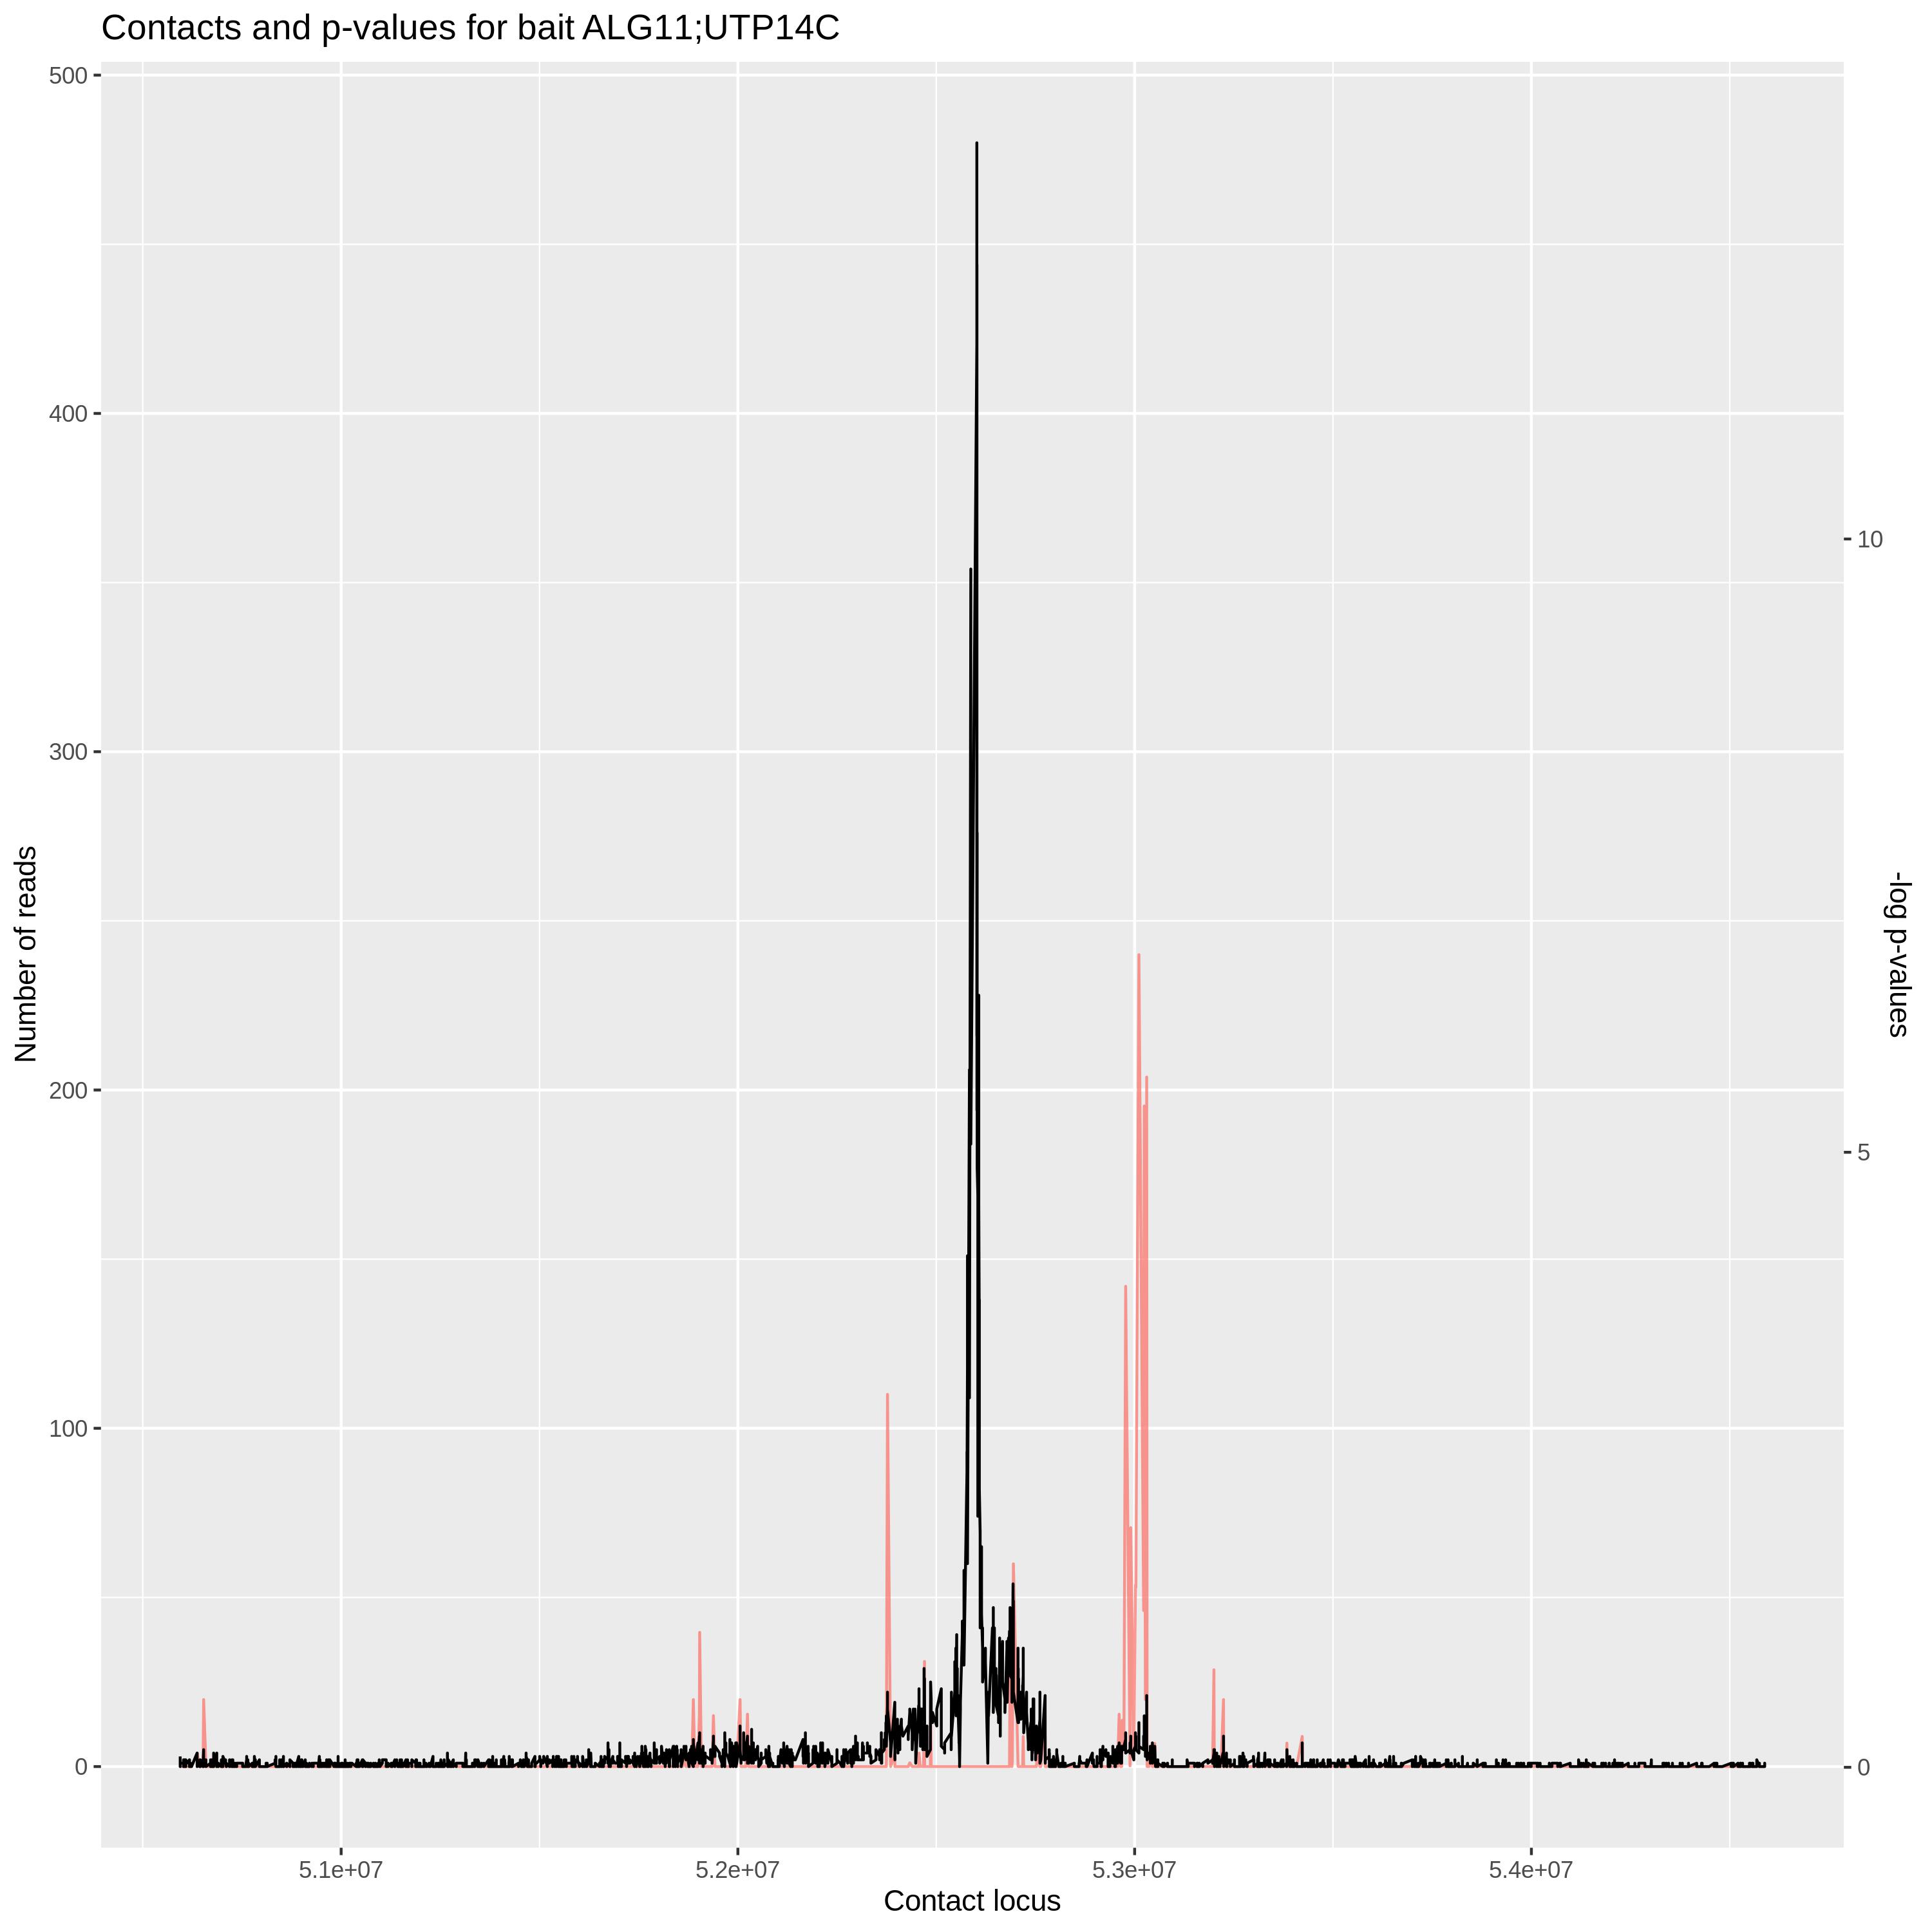 Contacts and p-values for bait ALG11;UTP14C
500
400
300
200
100
0
Number of reads
10
5
0
-log p-values
5.1e+07
5.2e+07
5.3e+07
5.4e+07
Contact locus